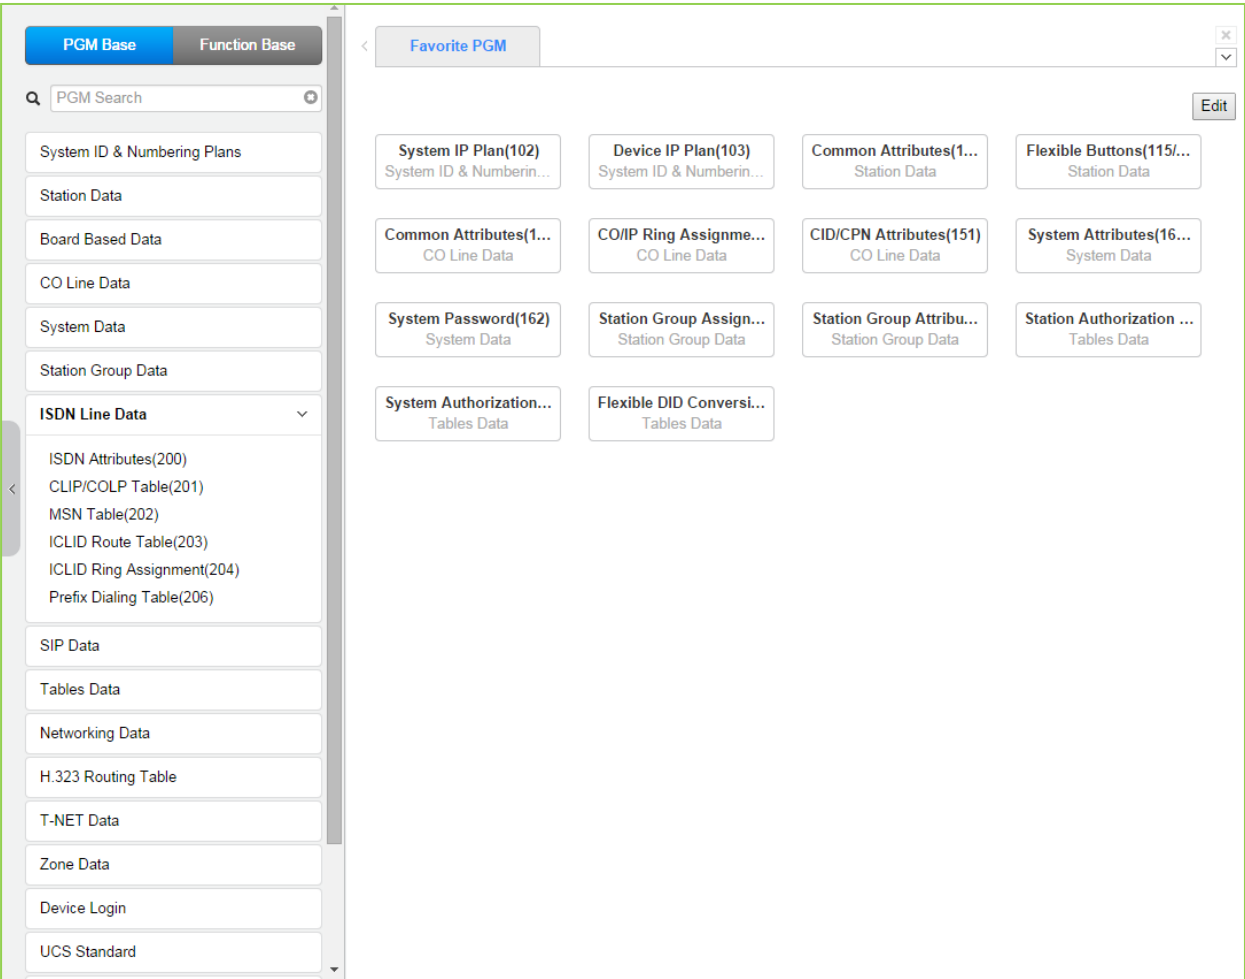 PGM Base
Function Base
PGM Search
System ID & Numbering Plans
Station Data
Board Based Data
CO Line Data
System Data
Station Group Data
ISDN Line Data
ISDN Attributes(200)
CLIP/COLP Table(201)
MSN Table(202)
ICLID Route Table(203)
ICLID Ring Assignment(204)
Prefix Dialing Table(206)
SIP Data
Tables Data
Networking Data
H.323 Routing Table
T-NET Data
Zone Data
Device Login
UCS Standard
Favorite PGM
Edit
System IP Plan(102)
System ID & Numberin...
Device IP Plan(103)
System ID & Numberin...
Common Attributes(1...
Station Data
Flexible Buttons(115/...
Station Data
Common Attributes(1...
CO Line Data
CO/IP Ring Assignme...
CO Line Data
CID/CPN Attributes(151)
CO Line Data
System Attributes(16...
System Data
System Password(162)
System Data
Station Group Assign...
Station Group Data
Station Group Attribu...
Station Group Data
Station Authorization ...
Tables Data
System Authorization...
Tables Data
Flexible DID Conversi...
Tables Data